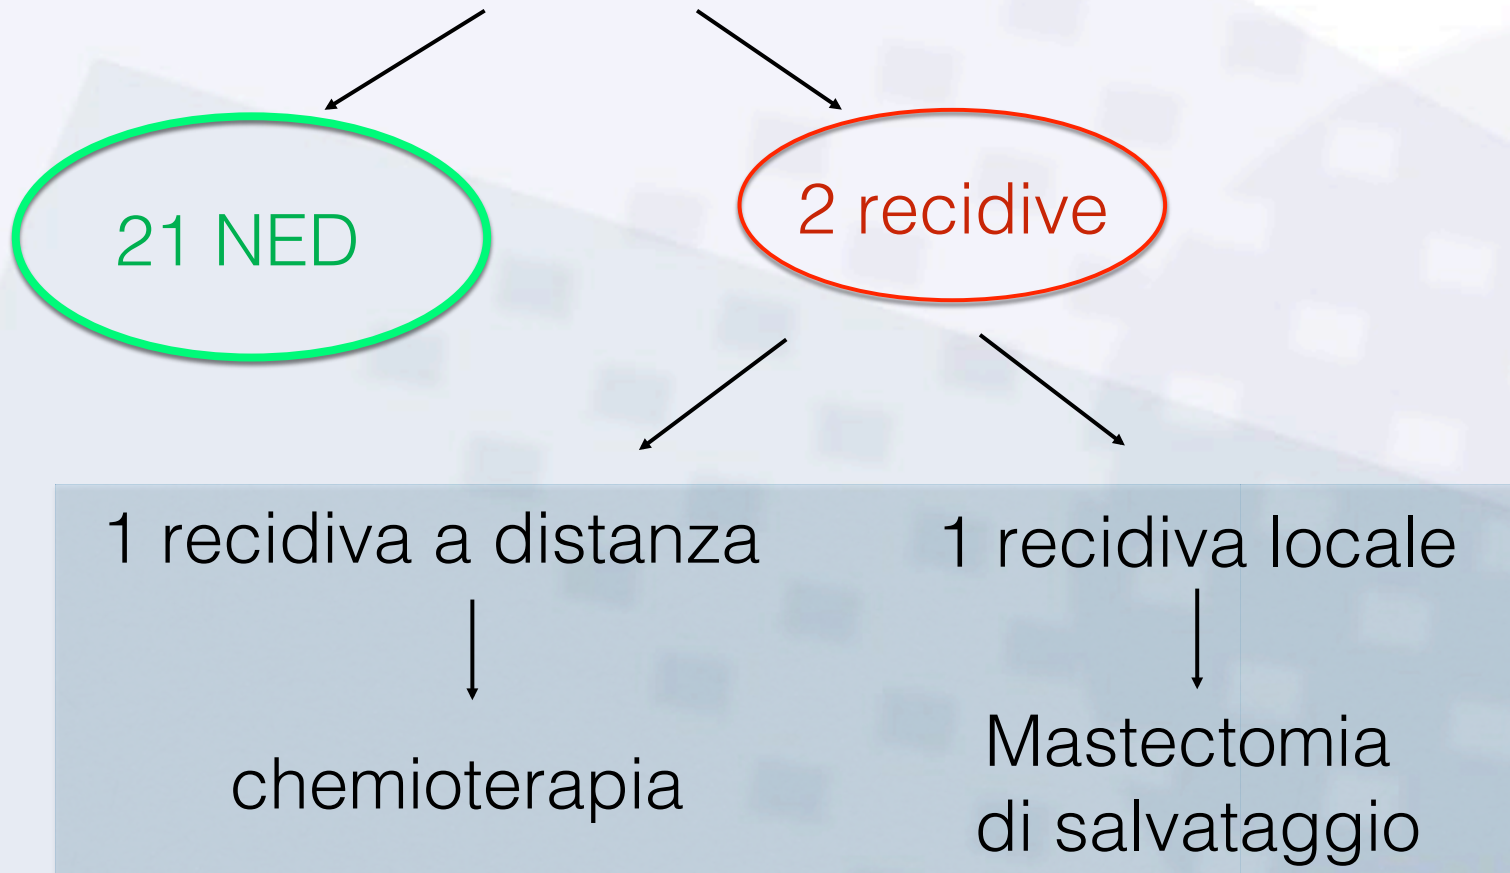 21 NED
2 recidive
1 recidiva a distanza
1 recidiva locale
chemioterapia
Mastectomia
di salvataggio